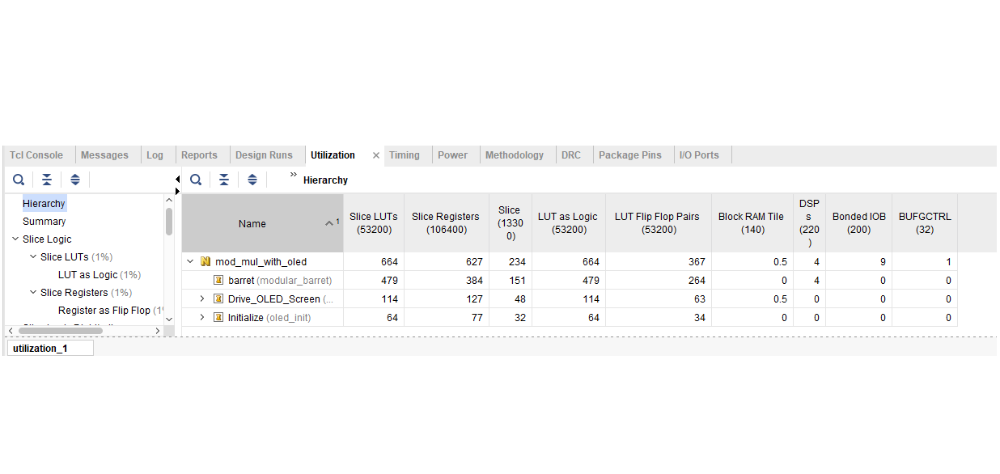 Tcl Console Messages Log Reports Design Runs Utilization × Timing Power Methodology DRC Package Pins I/O Ports
» Hierarchy
Hierarchy
Summary
Slice Logic
Slice LUTs (1%)
LUT as Logic (1%)
Slice Registers (1%)
Register as Flip Flop (1%
Name 1 Slice LUTs (53200) Slice Registers (106400) Slice (13300) LUT as Logic (53200) LUT Flip Flop Pairs (53200) Block RAM Tile (140) DSPs (220) Bonded IOB (200) BUFGCTRL (32)
mod_mul_with_oled 664 627 234 664 367 0.5 4 9 1
barret (modular_barret) 479 384 151 479 264 0 4 0 0
Drive_OLED_Screen (... 114 127 48 114 63 0.5 0 0 0
Initialize (oled_init) 64 77 32 64 34 0 0 0 0
utilization_1